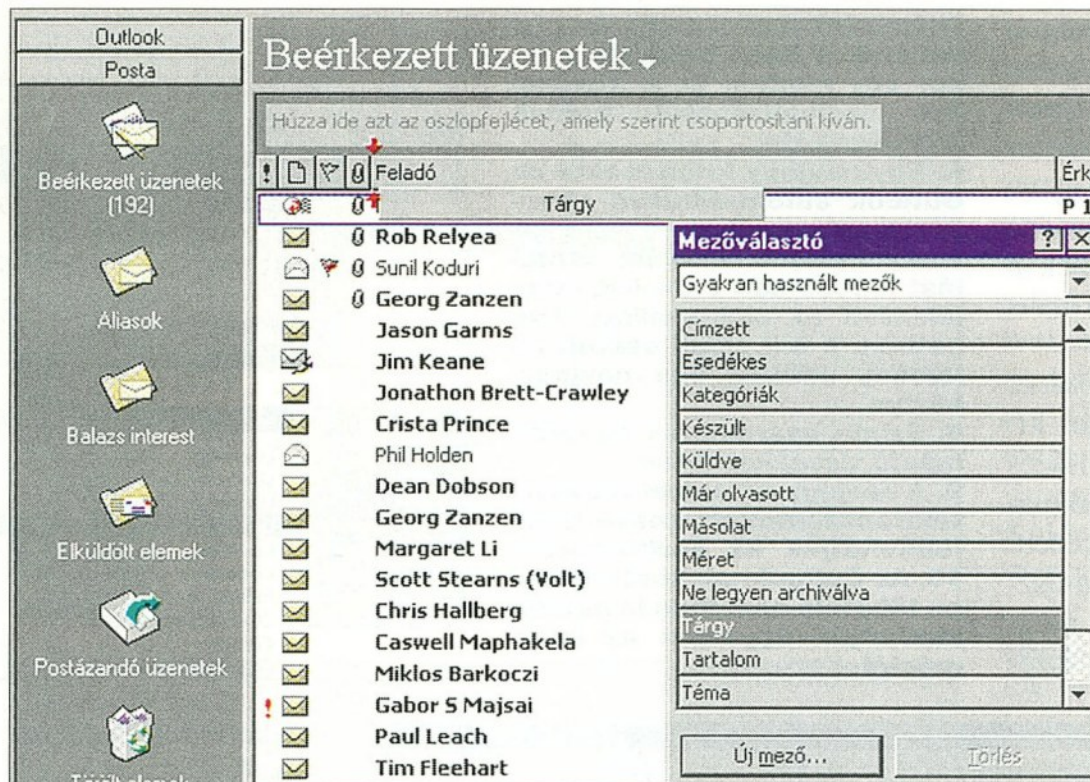 Outlook
Posta
Beérkezett üzenetek
(192)
Aliasok
Balazs interest
Elküldött elemek
Postázandó üzenetek
Törölt elemek
Beérkezett üzenetek
Húzza ide azt az oszlopfejlécet, amely szerint csoportosítani kíván.
! Feladó Érk
Tárgy P 1
Rob Relyea
Sunil Koduri
Georg Zanzen
Jason Garms
Jim Keane
Jonathon Brett-Crawley
Crista Prince
Phil Holden
Dean Dobson
Georg Zanzen
Margaret Li
Scott Stearns (Volt)
Chris Hallberg
Caswell Maphakela
Miklos Barkoczi
! Gabor S Majsai
Paul Leach
Tim Fleehart
Mezőválasztó ? X
Gyakran használt mezők
Címzett
Esedékes
Kategóriák
Készült
Küldve
Már olvasott
Másolat
Méret
Ne legyen archiválva
Tárgy
Tartalom
Téma
Új mező... Törlés